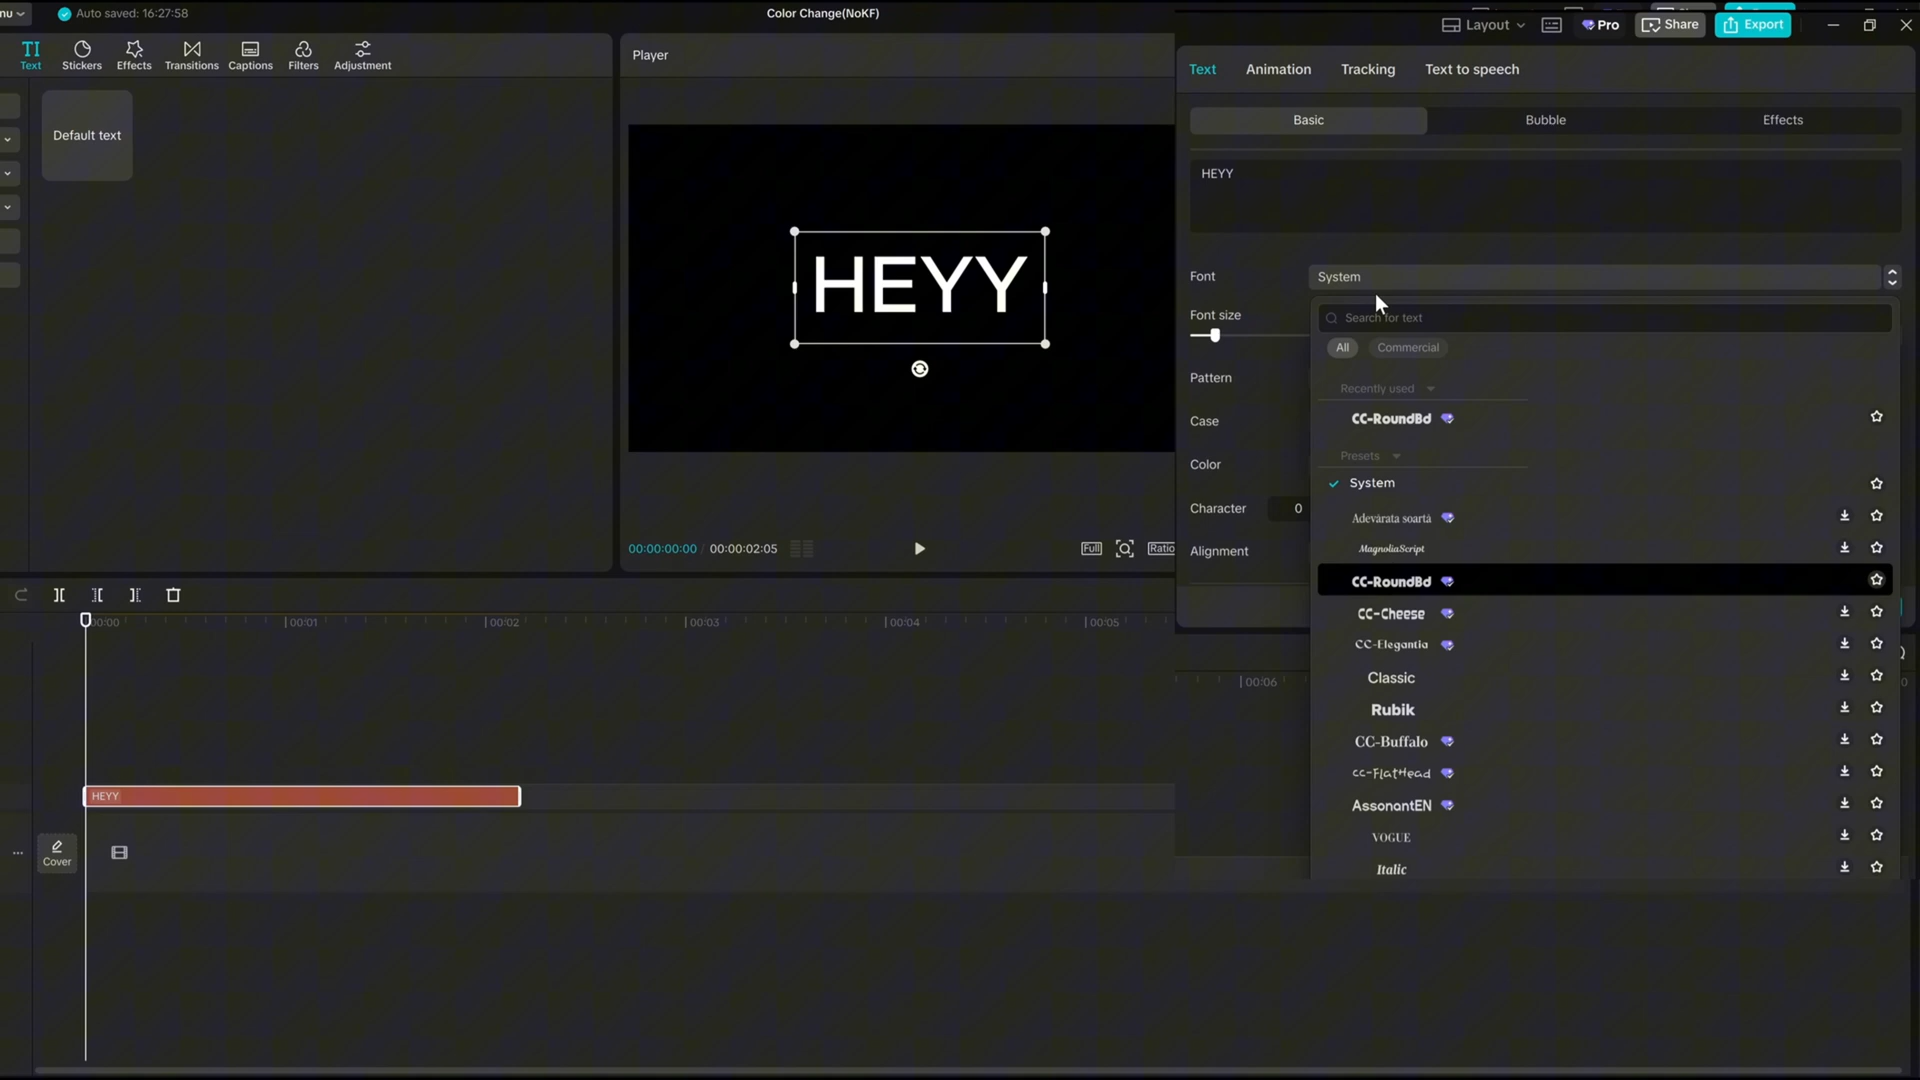 nu
Auto saved: 16:27:58
Color Change(NoKF)
Layout
Pro
Share
Export
TI
Text
Stickers
Effects
Transitions
Captions
Filters
Adjustment
Default text
Player
HEYY
00:00:00:00 / 00:00:02:05
Full
Ratio
Text
Animation
Tracking
Text to speech
Basic
Bubble
Effects
HEYY
Font
System
Font size
Pattern
Case
Color
Character
0
Alignment
Search for text
All
Commercial
Recently used
CC-RoundBd
Presets
System
Adevărata soartă
MagnoliaScript
CC-RoundBd
CC-Cheese
CC-Elegantia
Classic
Rubik
CC-Buffalo
cc-FlatHead
AssonantEN
VOGUE
Italic
00:00
00:01
00:02
00:03
00:04
00:05
00:06
0
HEYY
Cover